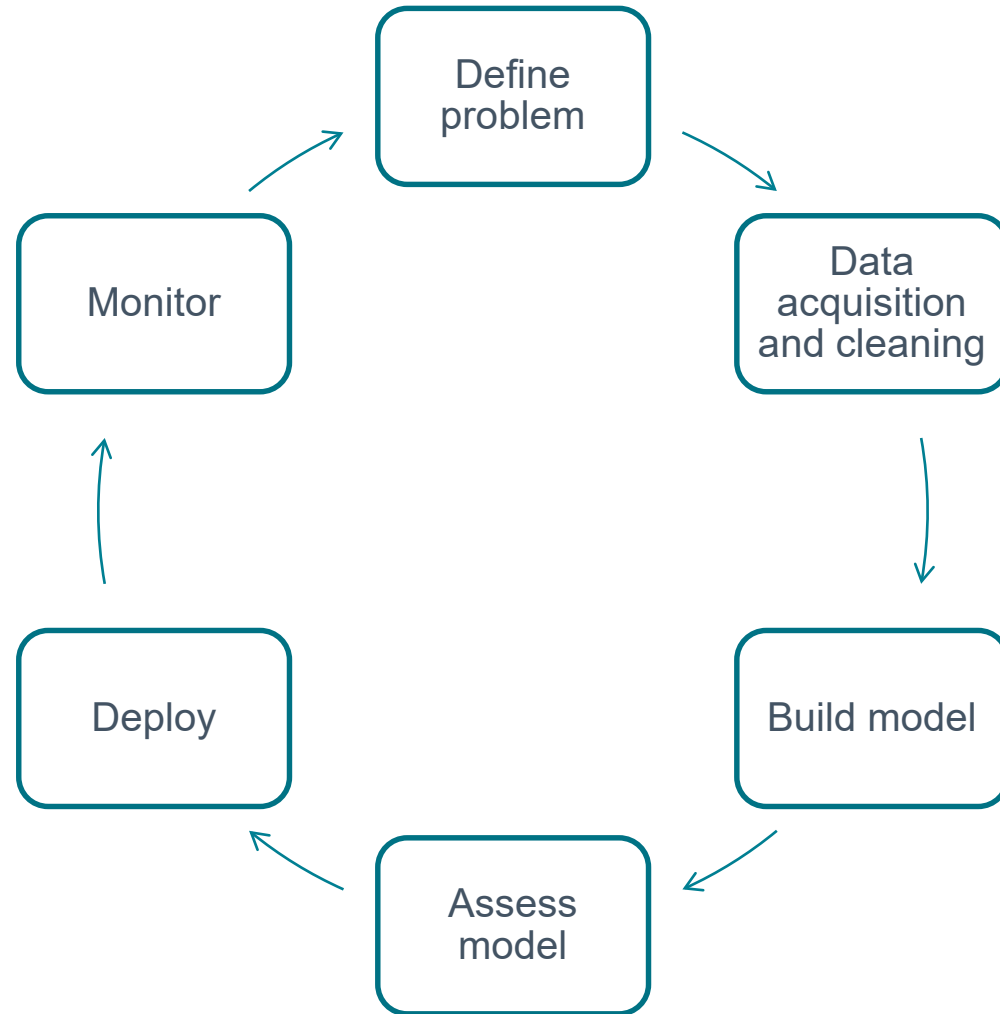 Define
problem
Data
acquisition
and cleaning
Build model
Assess
model
Deploy
Monitor